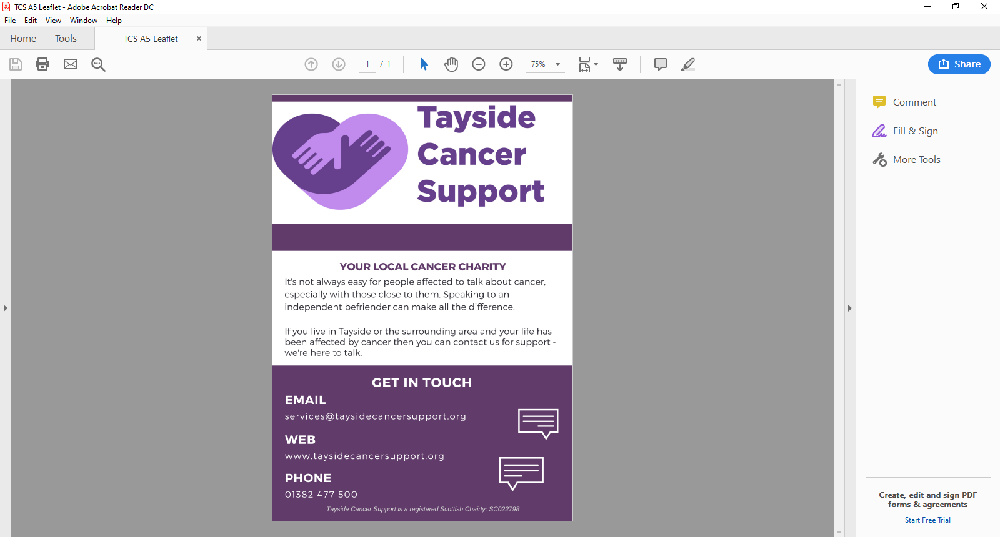 TCS A5 Leaflet - Adobe Acrobat Reader DC
File Edit View Window Help
Home Tools TCS A5 Leaflet
1 / 1 75% Share
Tayside
Cancer
Support
YOUR LOCAL CANCER CHARITY
It's not always easy for people affected to talk about cancer,
especially with those close to them. Speaking to an
independent befriender can make all the difference.
If you live in Tayside or the surrounding area and your life has
been affected by cancer then you can contact us for support -
we're here to talk.
GET IN TOUCH
EMAIL
services@taysidecancersupport.org
WEB
www.taysidecancersupport.org
PHONE
01382 477 500
Tayside Cancer Support is a registered Scottish Chairty: SC022798
Comment
Fill & Sign
More Tools
Create, edit and sign PDF
forms & agreements
Start Free Trial